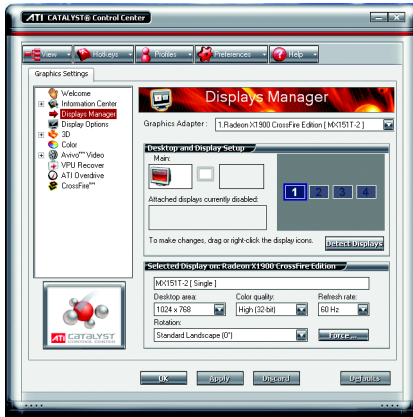 ATI CATALYST® Control Center
View
Hotkeys
Profiles
Preferences
Help
Graphics Settings
Welcome
Information Center
Displays Manager
Display Options
3D
Color
Avivo™ Video
VPU Recover
ATI Overdrive
CrossFire™
ATI CATALYST
CONTROL CENTER
Displays Manager
Graphics Adapter : 1.Radeon X1900 CrossFire Edition [ MX151T-2 ]
Desktop and Display Setup
Main:
Attached displays currently disabled:
1 2 3 4
To make changes, drag or right-click the display icons.
Detect Displays
Selected Display on: Radeon X1900 CrossFire Edition
MX151T-2 [ Single ]
Desktop area: Color quality: Refresh rate:
1024 x 768 High (32-bit) 60 Hz
Rotation:
Standard Landscape (0°) Force...
OK Apply Discard Defaults